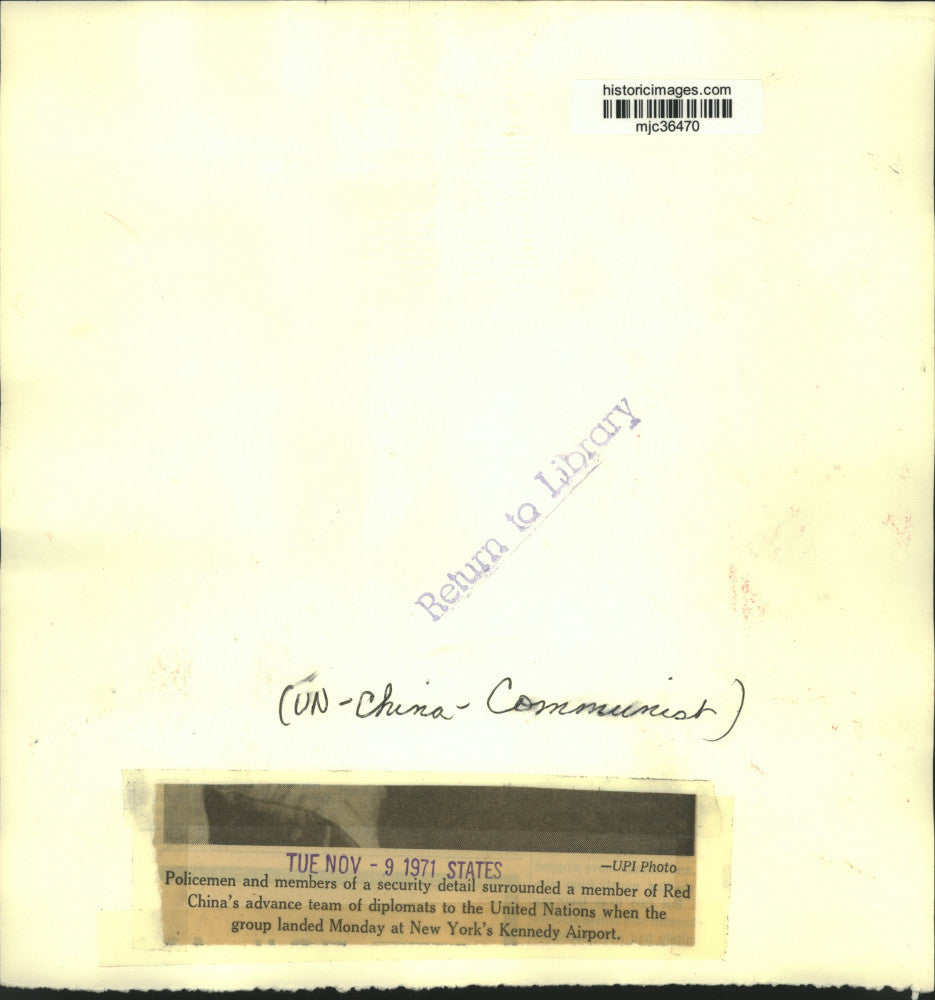 historicimages.com
mjc36470
Return to Library
(UN-China-Communist)
TUE NOV - 9 1971 STATES
—UPI Photo
Policemen and members of a security detail surrounded a member of Red
China's advance team of diplomats to the United Nations when the
group landed Monday at New York's Kennedy Airport.